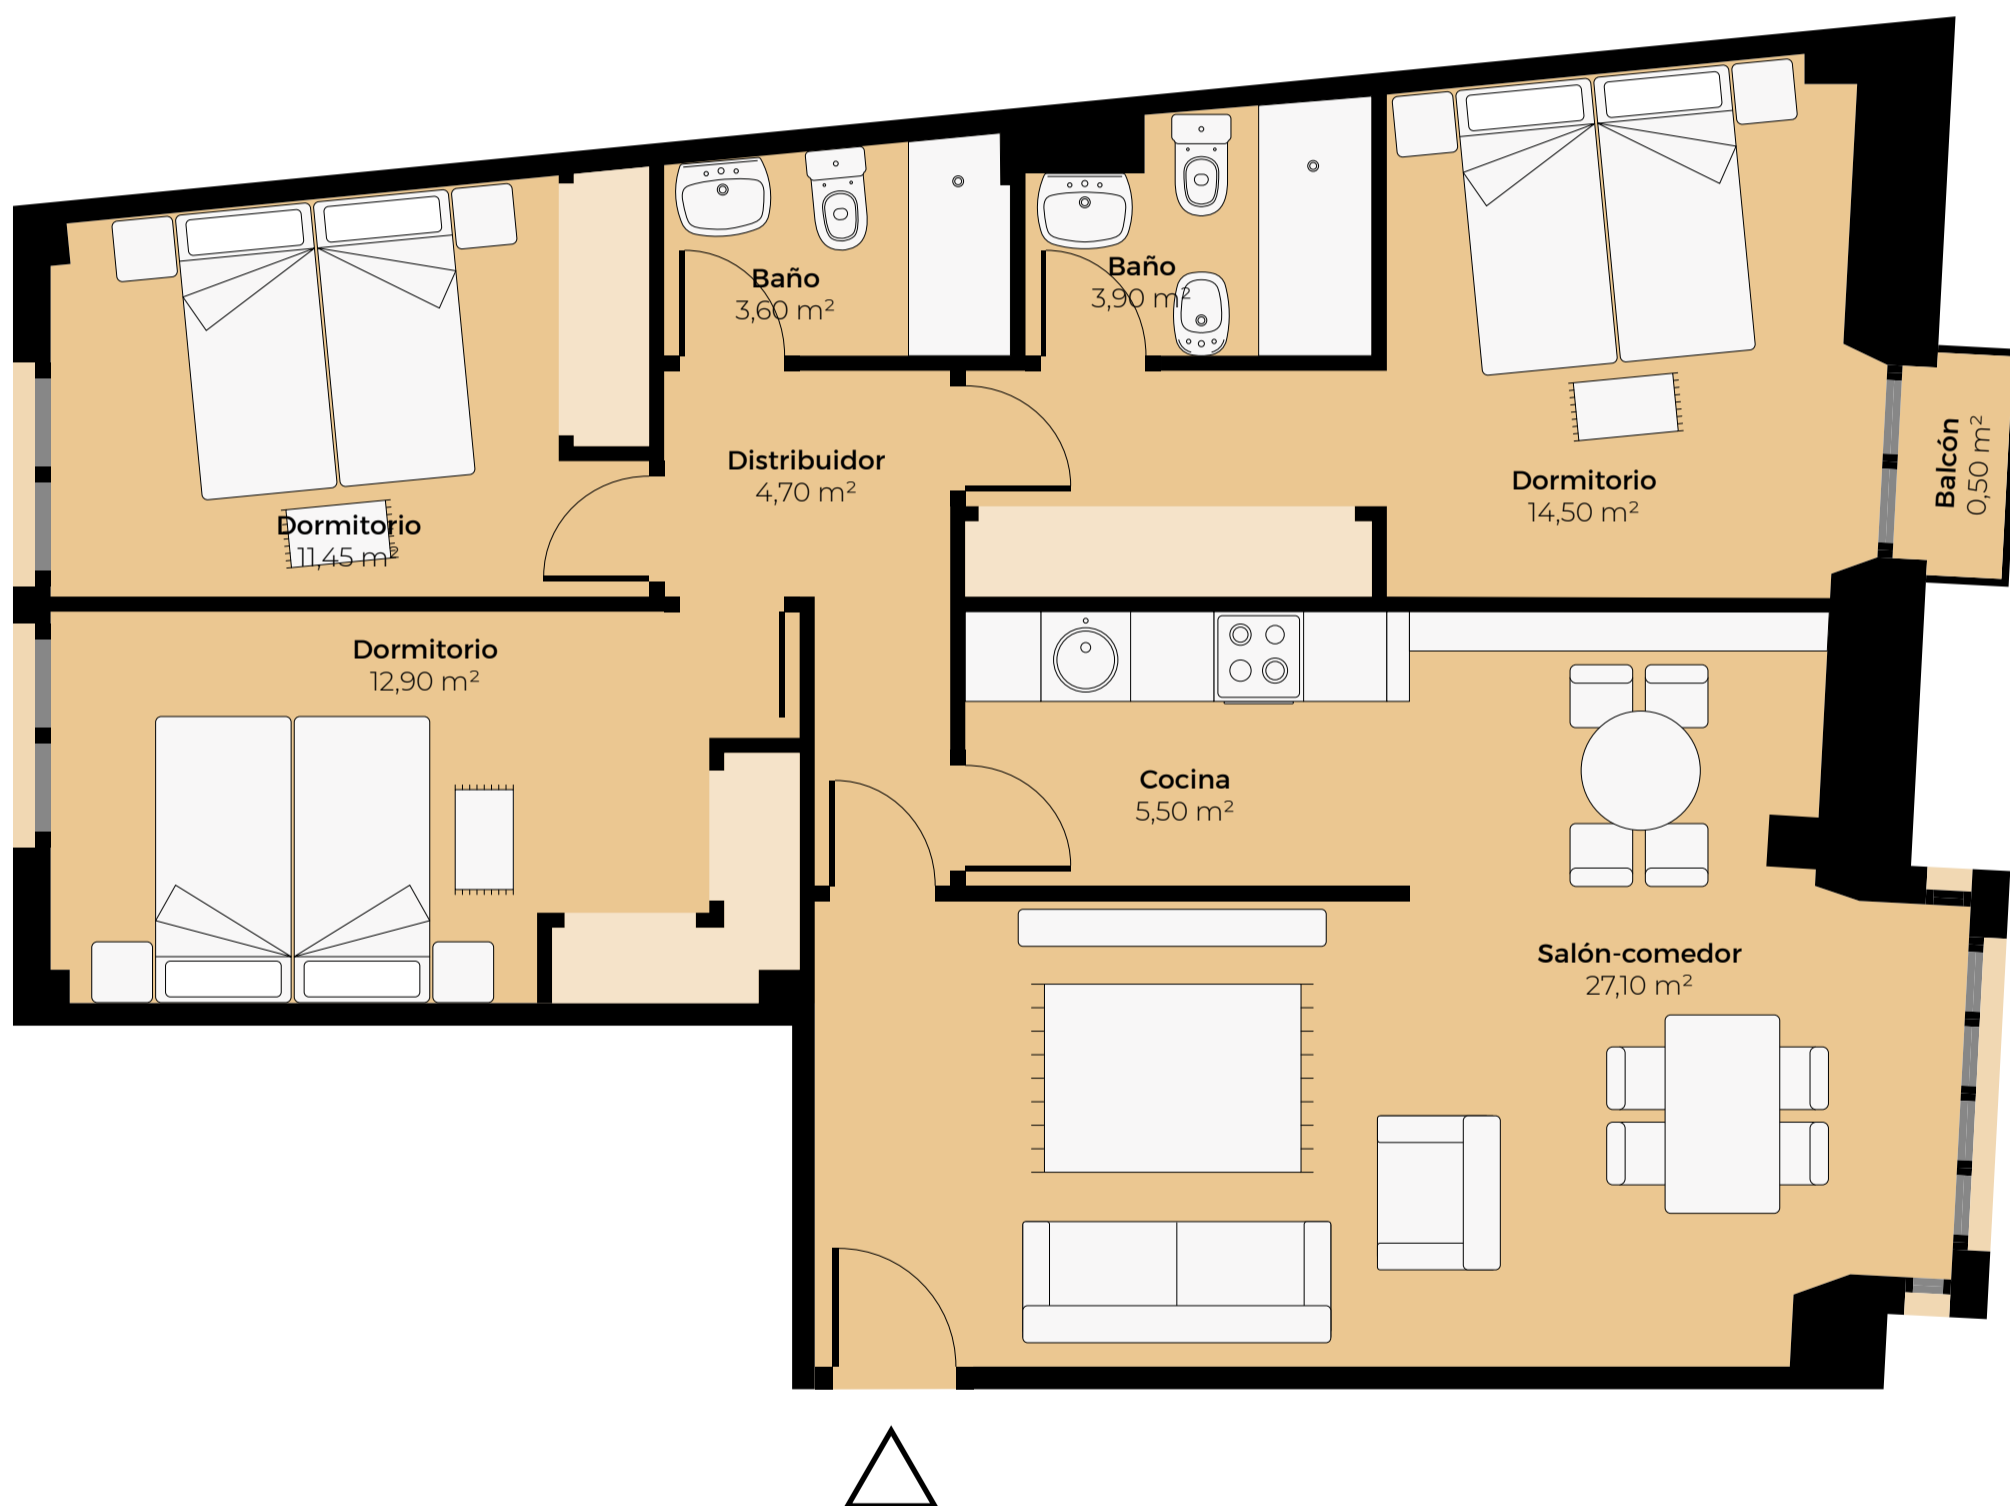 Baño
3,60 m²
Baño
3,90 m²
Distribuidor
4,70 m²
Dormitorio
14,50 m²
Balcón
0,50 m²
Dormitorio
11,45 m²
Dormitorio
12,90 m²
Cocina
5,50 m²
Salón-comedor
27,10 m²